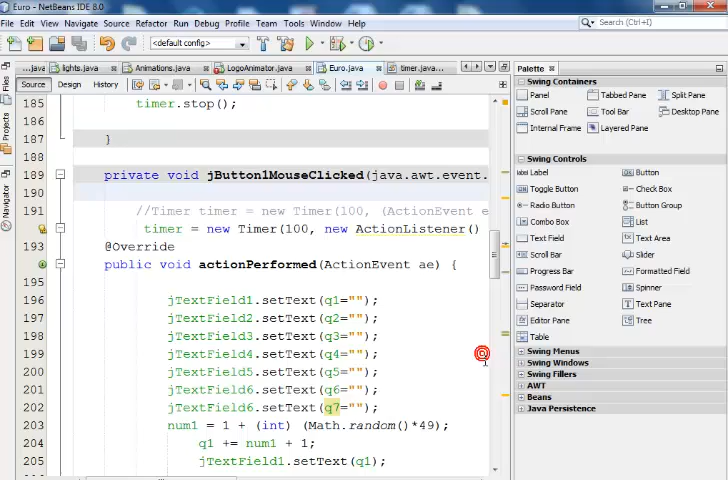 Euro - NetBeans IDE 8.0
File Edit View Navigate Source Refactor Run Debug Profile Team Tools Window Help
Search (Ctrl+I)
<default config>
...java lights.java Animations.java LogoAnimator.java Euro.java timer.java
Source Design History
Files
Projects
Navigator
185 timer.stop();
186
187 }
188
189 private void jButton1MouseClicked(java.awt.event.
190
191 //Timer timer = new Timer(100, (ActionEvent e
timer = new Timer(100, new ActionListener()
193 @Override
public void actionPerformed(ActionEvent ae) {
195
196 jTextField1.setText(q1="");
197 jTextField2.setText(q2="");
198 jTextField3.setText(q3="");
199 jTextField4.setText(q4="");
200 jTextField5.setText(q5="");
201 jTextField6.setText(q6="");
202 jTextField6.setText(q7="");
203 num1 = 1 + (int) (Math.random()*49);
204 q1 += num1 + 1;
205 jTextField1.setText(q1);
Palette
Swing Containers
Panel Tabbed Pane Split Pane
Scroll Pane Tool Bar Desktop Pane
Internal Frame Layered Pane
Swing Controls
label Label Button
Toggle Button Check Box
Radio Button Button Group
Combo Box List
Text Field Text Area
Scroll Bar Slider
Progress Bar Formatted Field
Password Field Spinner
Separator Text Pane
Editor Pane Tree
Table
Swing Menus
Swing Windows
Swing Fillers
AWT
Beans
Java Persistence